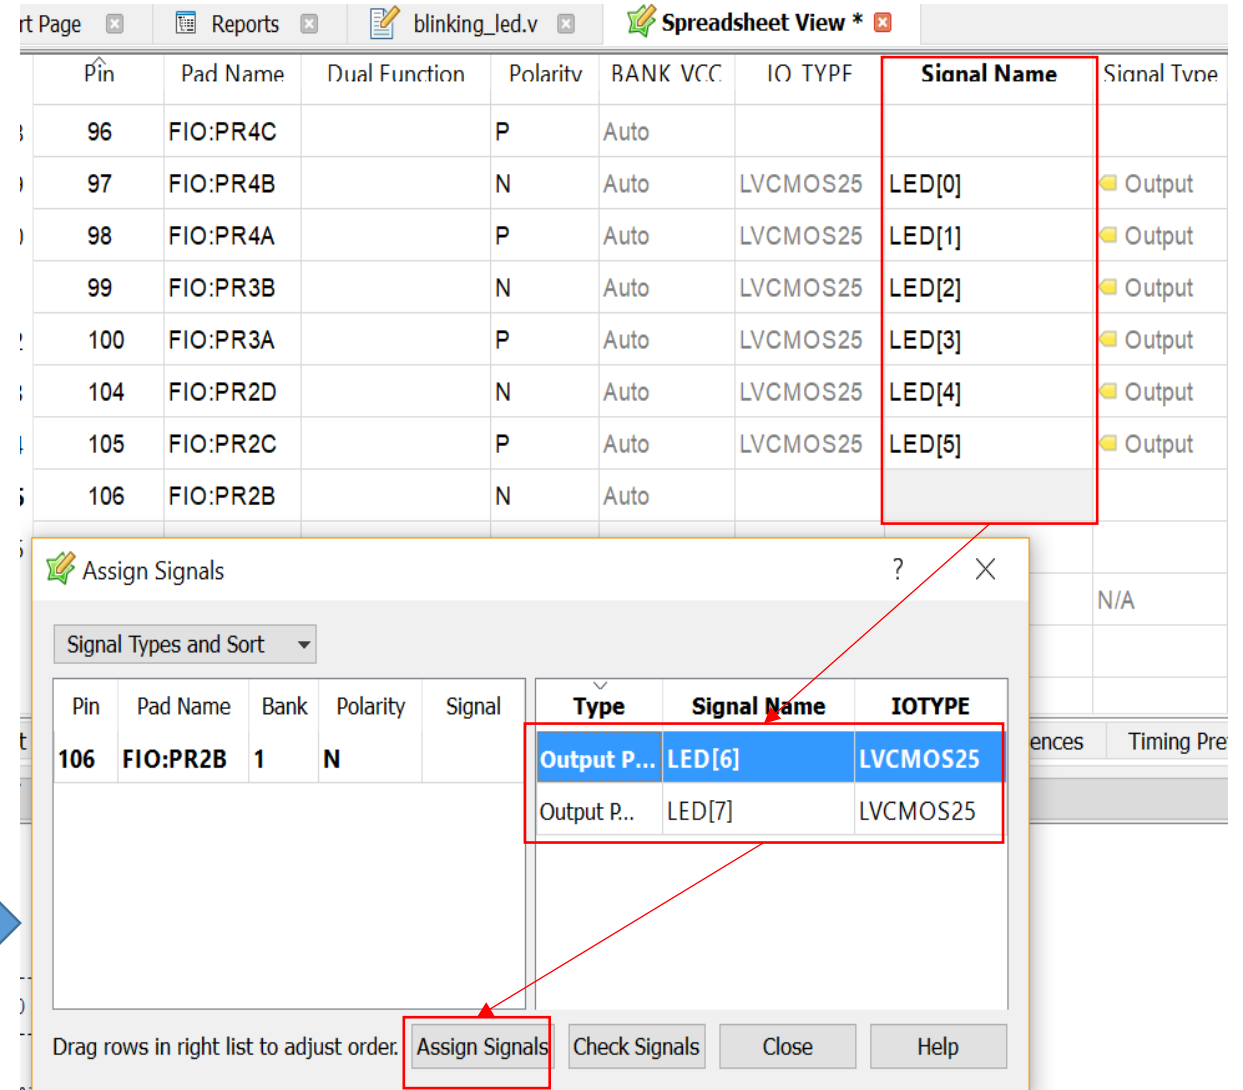 rt Page Reports blinking_led.v Spreadsheet View *
Pin Pad Name Dual Function Polarity BANK_VCC IO_TYPE Signal Name Signal Type
96 FIO:PR4C P Auto
97 FIO:PR4B N Auto LVCMOS25 LED[0] Output
98 FIO:PR4A P Auto LVCMOS25 LED[1] Output
99 FIO:PR3B N Auto LVCMOS25 LED[2] Output
100 FIO:PR3A P Auto LVCMOS25 LED[3] Output
104 FIO:PR2D N Auto LVCMOS25 LED[4] Output
105 FIO:PR2C P Auto LVCMOS25 LED[5] Output
106 FIO:PR2B N Auto
Assign Signals ?
N/A
Signal Types and Sort
Pin Pad Name Bank Polarity Signal Type Signal Name IOTYPE
ences Timing Pre
106 FIO:PR2B 1 N Output P... LED[6] LVCMOS25
Output P... LED[7] LVCMOS25
Drag rows in right list to adjust order. Assign Signals Check Signals Close Help